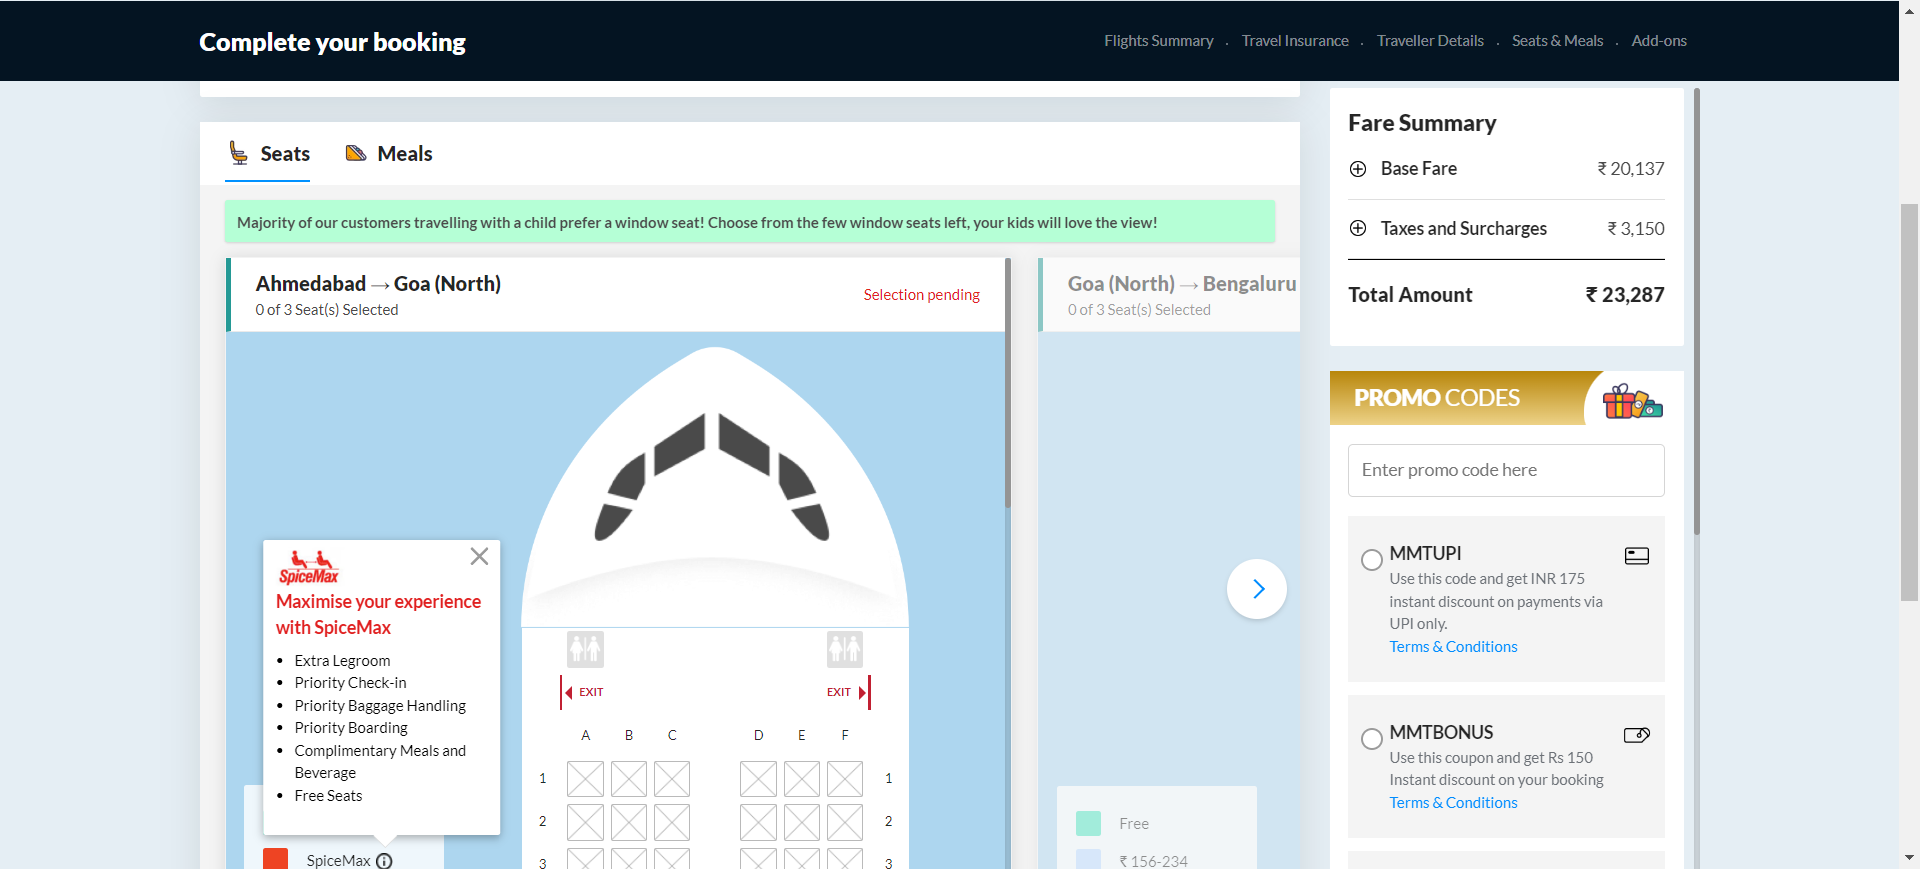 Complete your booking
Flights Summary . Travel Insurance . Traveller Details . Seats & Meals . Add-ons
Seats
Meals
Majority of our customers travelling with a child prefer a window seat! Choose from the few window seats left, your kids will love the view!
Ahmedabad → Goa (North)
0 of 3 Seat(s) Selected
Selection pending
SpiceMax
Maximise your experience
with SpiceMax
• Extra Legroom
• Priority Check-in
• Priority Baggage Handling
• Priority Boarding
• Complimentary Meals and
Beverage
• Free Seats
SpiceMax
EXIT EXIT
A B C D E F
1 1
2 2
3 3
Goa (North) → Bengaluru
0 of 3 Seat(s) Selected
Free
₹ 156-234
Fare Summary
Base Fare ₹ 20,137
Taxes and Surcharges ₹ 3,150
Total Amount ₹ 23,287
PROMO CODES
Enter promo code here
MMTUPI
Use this code and get INR 175
instant discount on payments via
UPI only.
Terms & Conditions
MMTBONUS
Use this coupon and get Rs 150
Instant discount on your booking
Terms & Conditions